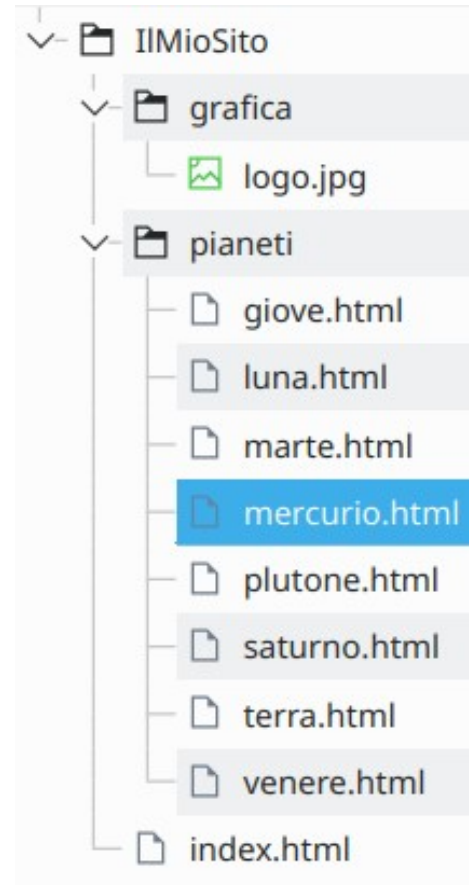 IlMioSito
grafica
logo.jpg
pianeti
giove.html
luna.html
marte.html
mercurio.html
plutone.html
saturno.html
terra.html
venere.html
index.html